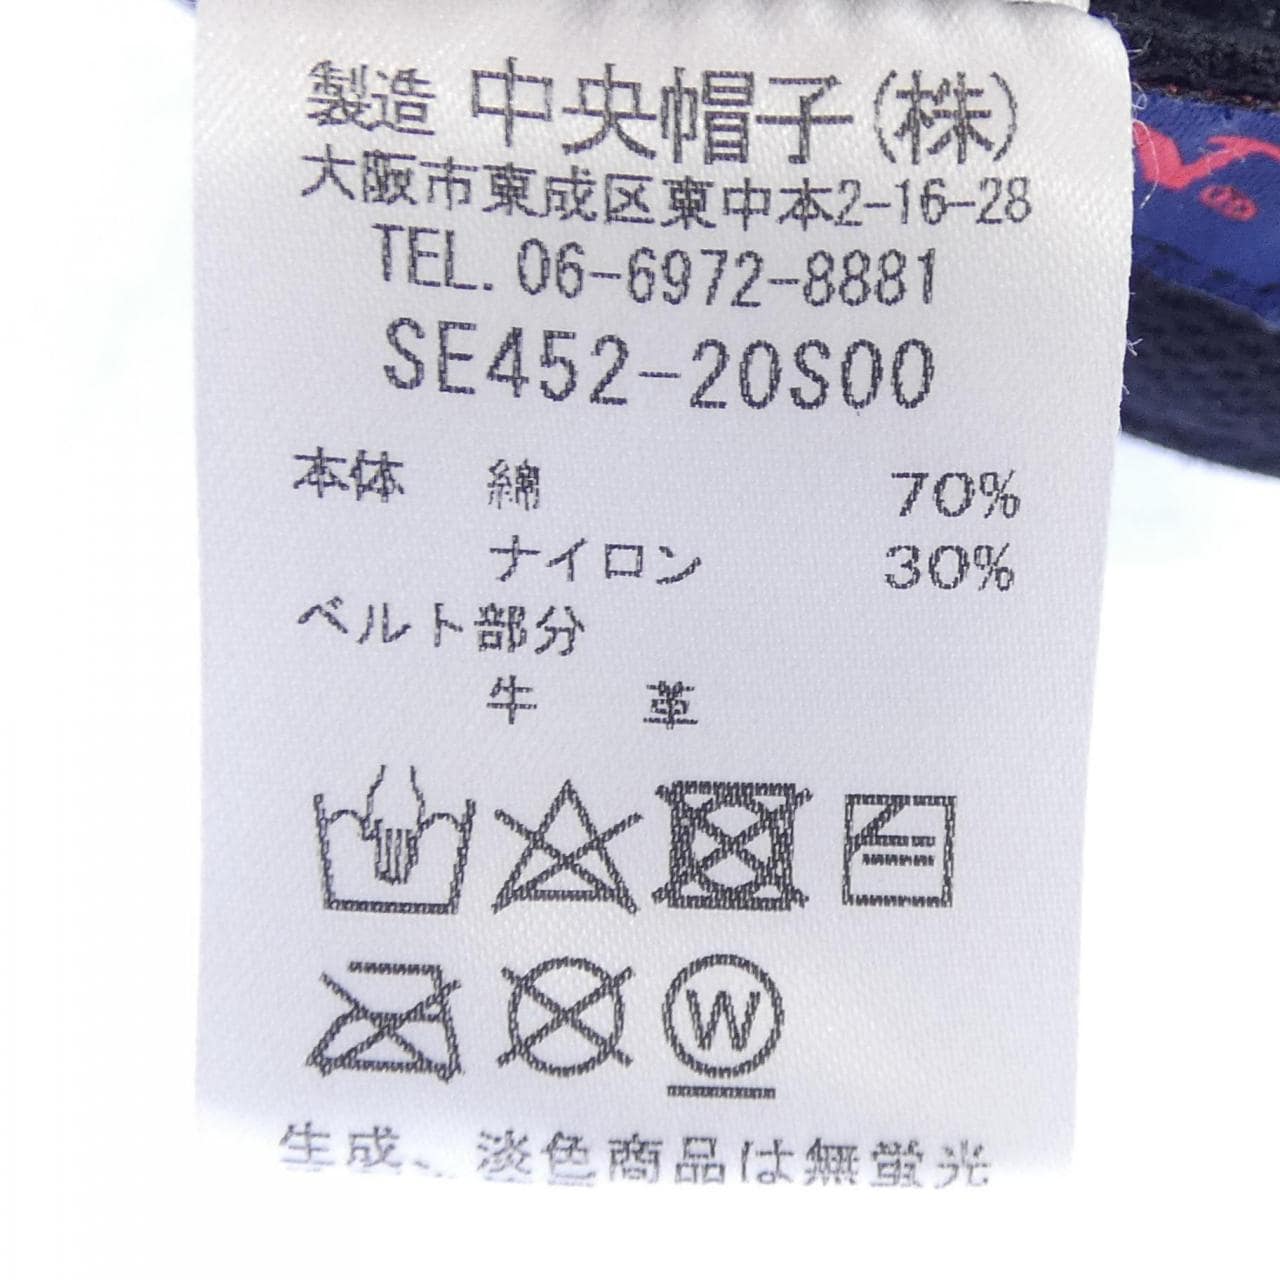 製造 中央帽子(株)
大阪市東成区東中本2-16-28
TEL. 06-6972-8881
SE452-20S00
本体 綿 70%
ナイロン 30%
ベルト部分
牛 革
W
生成、淡色商品は無蛍光